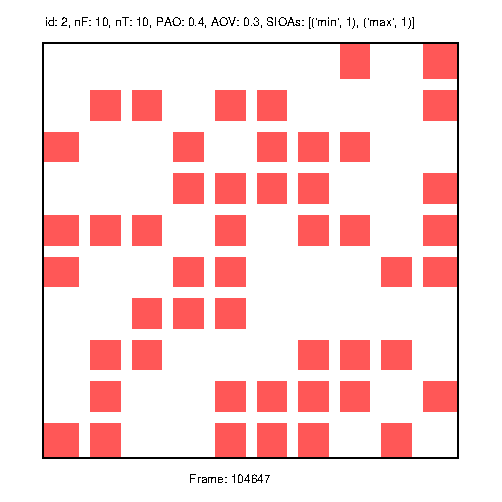 id: 2, nF: 10, nT: 10, PAO: 0.4, AOV: 0.3, SIOAs: [('min', 1), ('max', 1)]
Frame: 104647